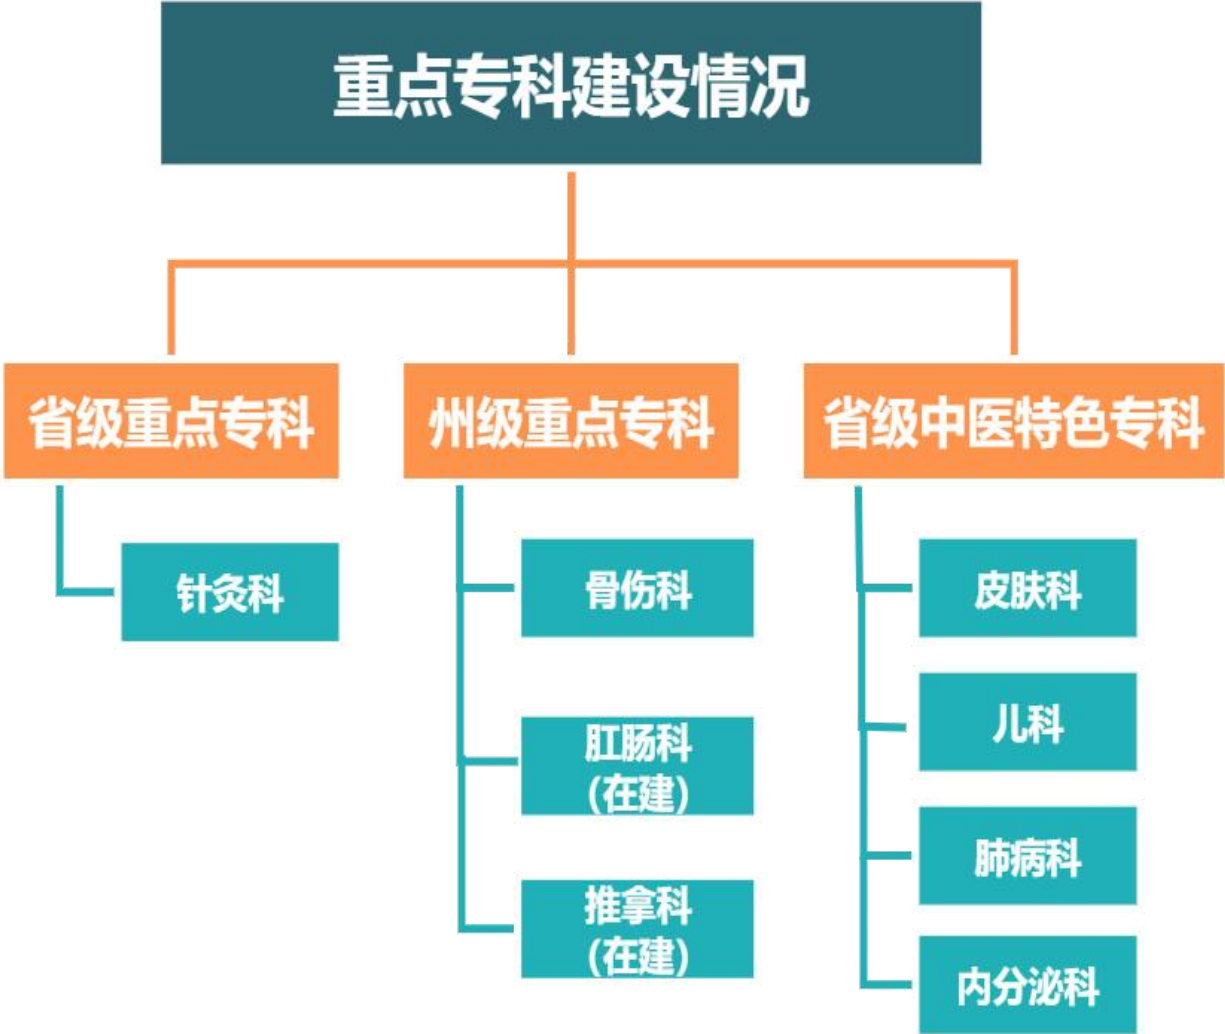 重点专科建设情况
省级重点专科
州级重点专科
省级中医特色专科
针灸科
骨伤科
肛肠科
(在建)
推拿科
(在建)
皮肤科
儿科
肺病科
内分泌科